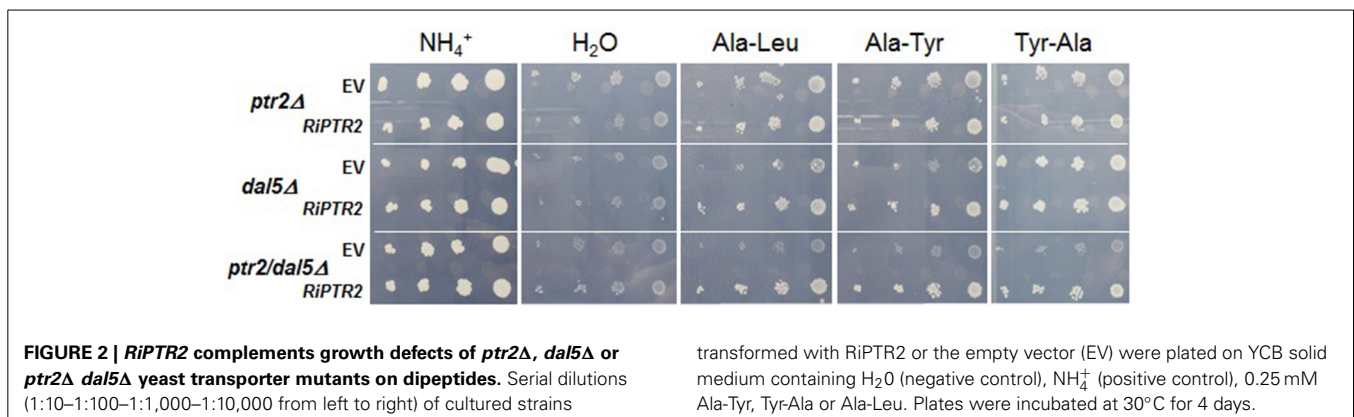 NH₄⁺ H₂O Ala-Leu Ala-Tyr Tyr-Ala
EV
ptr2Δ
RiPTR2
EV
dal5Δ
RiPTR2
EV
ptr2/dal5Δ
RiPTR2
FIGURE 2 | RiPTR2 complements growth defects of ptr2Δ, dal5Δ or
ptr2Δ dal5Δ yeast transporter mutants on dipeptides. Serial dilutions
(1:10–1:100–1:1,000–1:10,000 from left to right) of cultured strains
transformed with RiPTR2 or the empty vector (EV) were plated on YCB solid
medium containing H₂0 (negative control), NH₄⁺ (positive control), 0.25 mM
Ala-Tyr, Tyr-Ala or Ala-Leu. Plates were incubated at 30°C for 4 days.